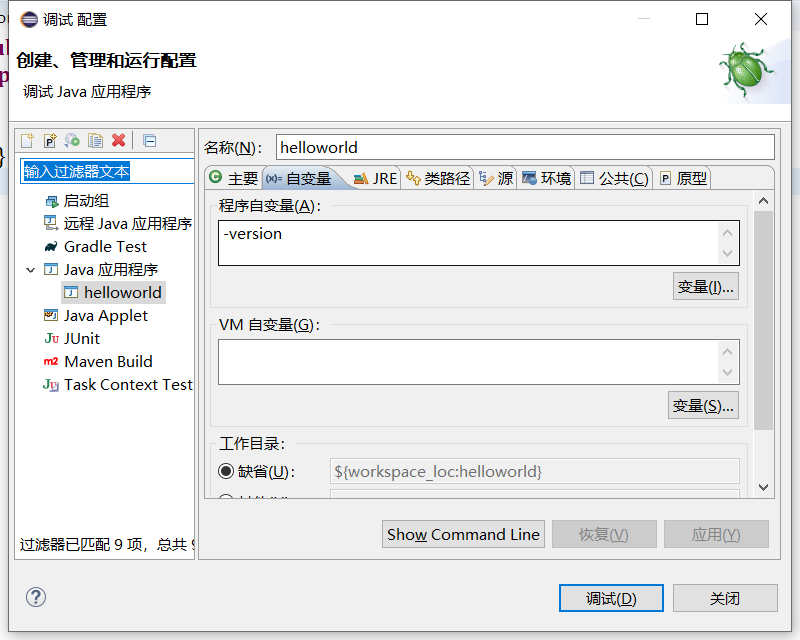 调试 配置
创建、管理和运行配置
调试 Java 应用程序
名称(N): helloworld
输入过滤器文本
主要 (x)= 自变量 JRE 类路径 源 环境 公共(C) P 原型
启动组
远程 Java 应用程序
Gradle Test
Java 应用程序
helloworld
Java Applet
Ju JUnit
m2 Maven Build
Task Context Test
过滤器已匹配 9 项，总共 9
程序自变量(A):
-version
变量(I)...
VM 自变量(G):
变量(S)...
工作目录:
缺省(U): ${workspace_loc:helloworld}
Show Command Line 恢复(V) 应用(Y)
调试(D) 关闭